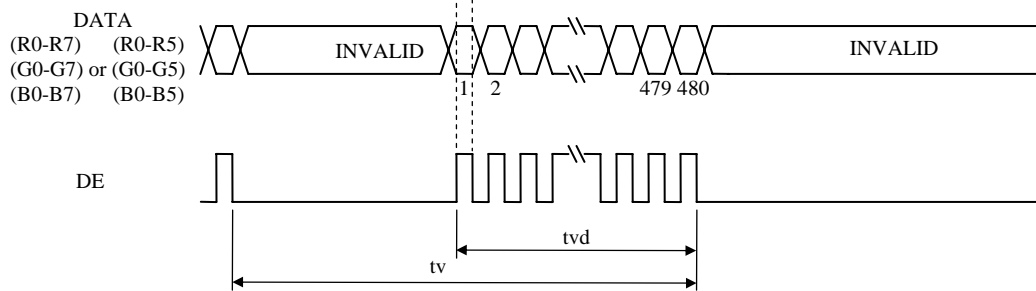 DATA
(R0-R7) (R0-R5)
(G0-G7) or (G0-G5)
(B0-B7) (B0-B5)
INVALID
INVALID
1 2 479 480
DE
tvd
tv